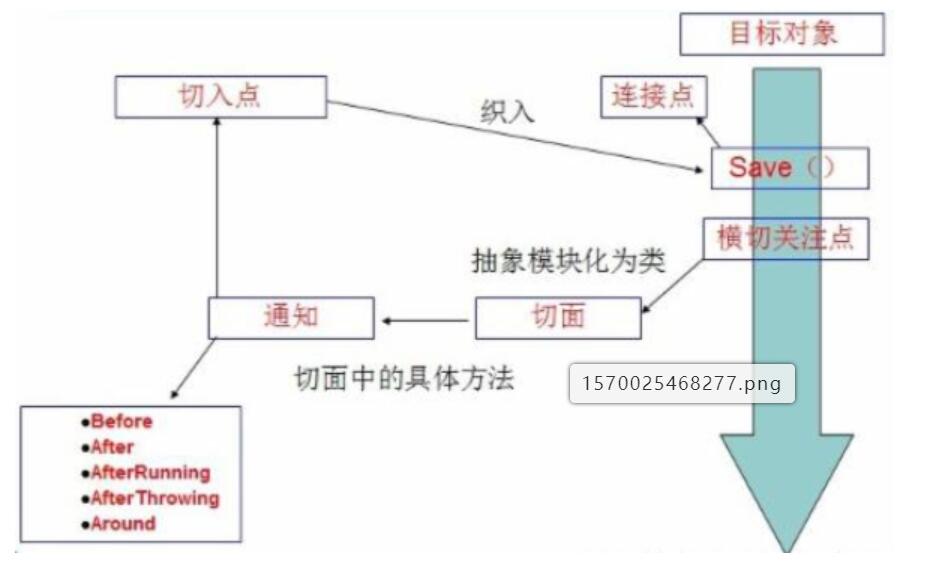 目标对象
切入点
连接点
织入
Save（）
横切关注点
抽象模块化为类
通知
切面
切面中的具体方法
1570025468277.png
●Before
●After
●AfterRunning
●AfterThrowing
●Around